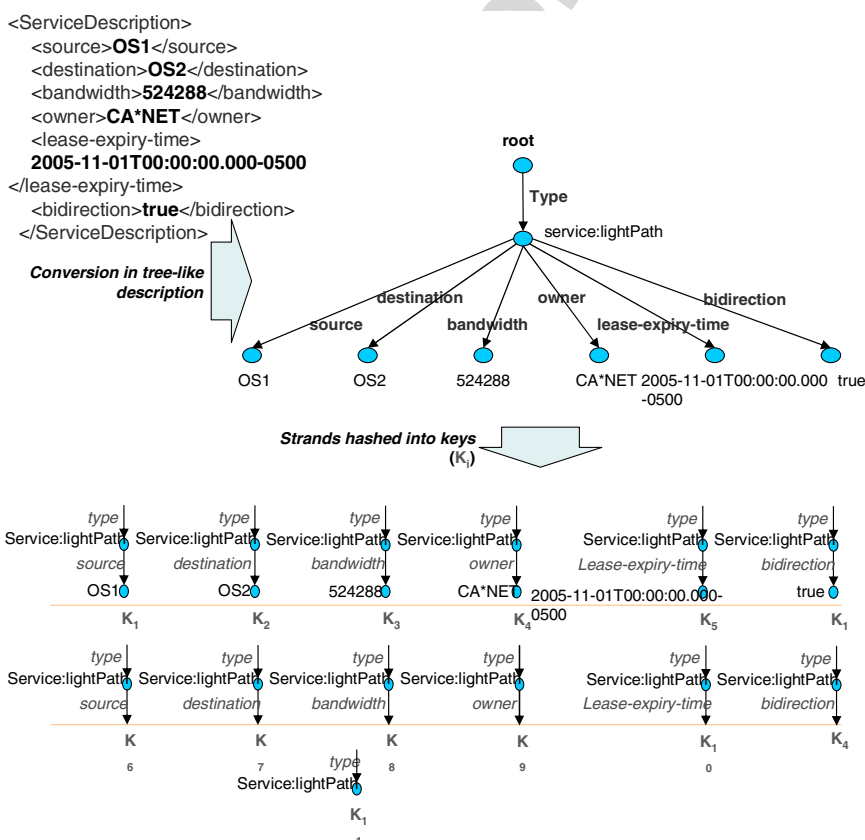 <ServiceDescription>
<source>OS1</source>
<destination>OS2</destination>
<bandwidth>524288</bandwidth>
<owner>CA*NET</owner>
<lease-expiry-time>
2005-11-01T00:00:00.000-0500
</lease-expiry-time>
<bidirection>true</bidirection>
</ServiceDescription>
Conversion in tree-like
description
root
Type
service:lightPath
destination owner bidirection
source bandwidth lease-expiry-time
OS1 OS2 524288 CA*NET 2005-11-01T00:00:00.000 true
-0500
Strands hashed into keys
(Ki)
type type type type type type
Service:lightPath Service:lightPath Service:lightPath Service:lightPath Service:lightPath Service:lightPath
source destination bandwidth owner Lease-expiry-time bidirection
OS1 OS2 524288 CA*NET 2005-11-01T00:00:00.000- true
0500
K1 K2 K3 K4 K5 K1
type type type type type type
Service:lightPath Service:lightPath Service:lightPath Service:lightPath Service:lightPath Service:lightPath
source destination bandwidth owner Lease-expiry-time bidirection
K K K K K1 K4
6 7 8 9 0
type
Service:lightPath
K1